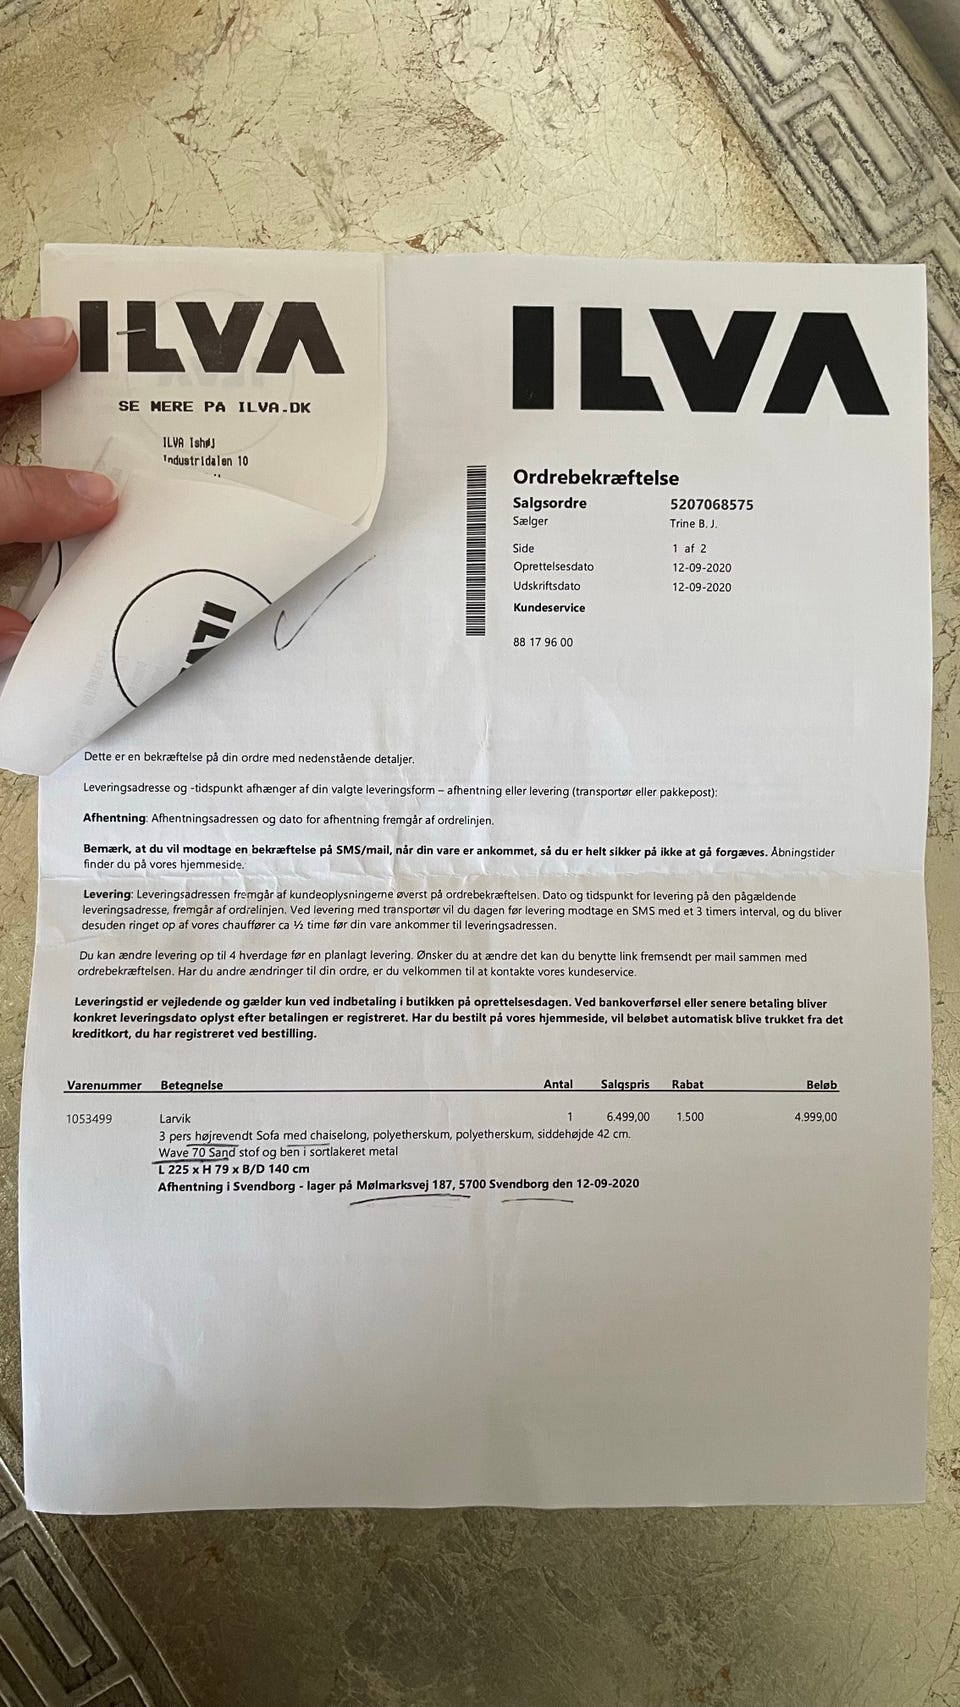 ILVA
SE MERE PA ILVA.DK
ILVA Ishøj
Industridalen 10
ILVA
Ordrebekræftelse
Salgsordre 5207068575
Sælger Trine B. J.
Side 1 af 2
Oprettelsesdato 12-09-2020
Udskriftsdato 12-09-2020
Kundeservice
88 17 96 00
Dette er en bekræftelse på din ordre med nedenstående detaljer.
Leveringsadresse og -tidspunkt afhænger af din valgte leveringsform – afhentning eller levering (transportør eller pakkepost):
Afhentning: Afhentningsadressen og dato for afhentning fremgår af ordrelinjen.
Bemærk, at du vil modtage en bekræftelse på SMS/mail, når din vare er ankommet, så du er helt sikker på ikke at gå forgæves. Åbningstider
finder du på vores hjemmeside.
Levering: Leveringsadressen fremgår af kundeoplysningerne øverst på ordrebekræftelsen. Dato og tidspunkt for levering på den pågældende
leveringsadresse, fremgår af ordrelinjen. Ved levering med transportør vil du dagen før levering modtage en SMS med et 3 timers interval, og du bliver
desuden ringet op af vores chauffører ca ½ time før din vare ankommer til leveringsadressen.
Du kan ændre levering op til 4 hverdage før en planlagt levering. Ønsker du at ændre det kan du benytte link fremsendt per mail sammen med
ordrebekræftelsen. Har du andre ændringer til din ordre, er du velkommen til at kontakte vores kundeservice.
Leveringstid er vejledende og gælder kun ved indbetaling i butikken på oprettelsesdagen. Ved bankoverførsel eller senere betaling bliver
konkret leveringsdato oplyst efter betalingen er registreret. Har du bestilt på vores hjemmeside, vil beløbet automatisk blive trukket fra det
kreditkort, du har registreret ved bestilling.
Varenummer Betegnelse Antal Salgspris Rabat Beløb
1053499 Larvik 1 6.499,00 1.500 4.999,00
3 pers højrevendt Sofa med chaiselong, polyetherskum, polyetherskum, siddehøjde 42 cm.
Wave 70 Sand stof og ben i sortlakeret metal
L 225 x H 79 x B/D 140 cm
Afhentning i Svendborg - lager på Mølmarksvej 187, 5700 Svendborg den 12-09-2020